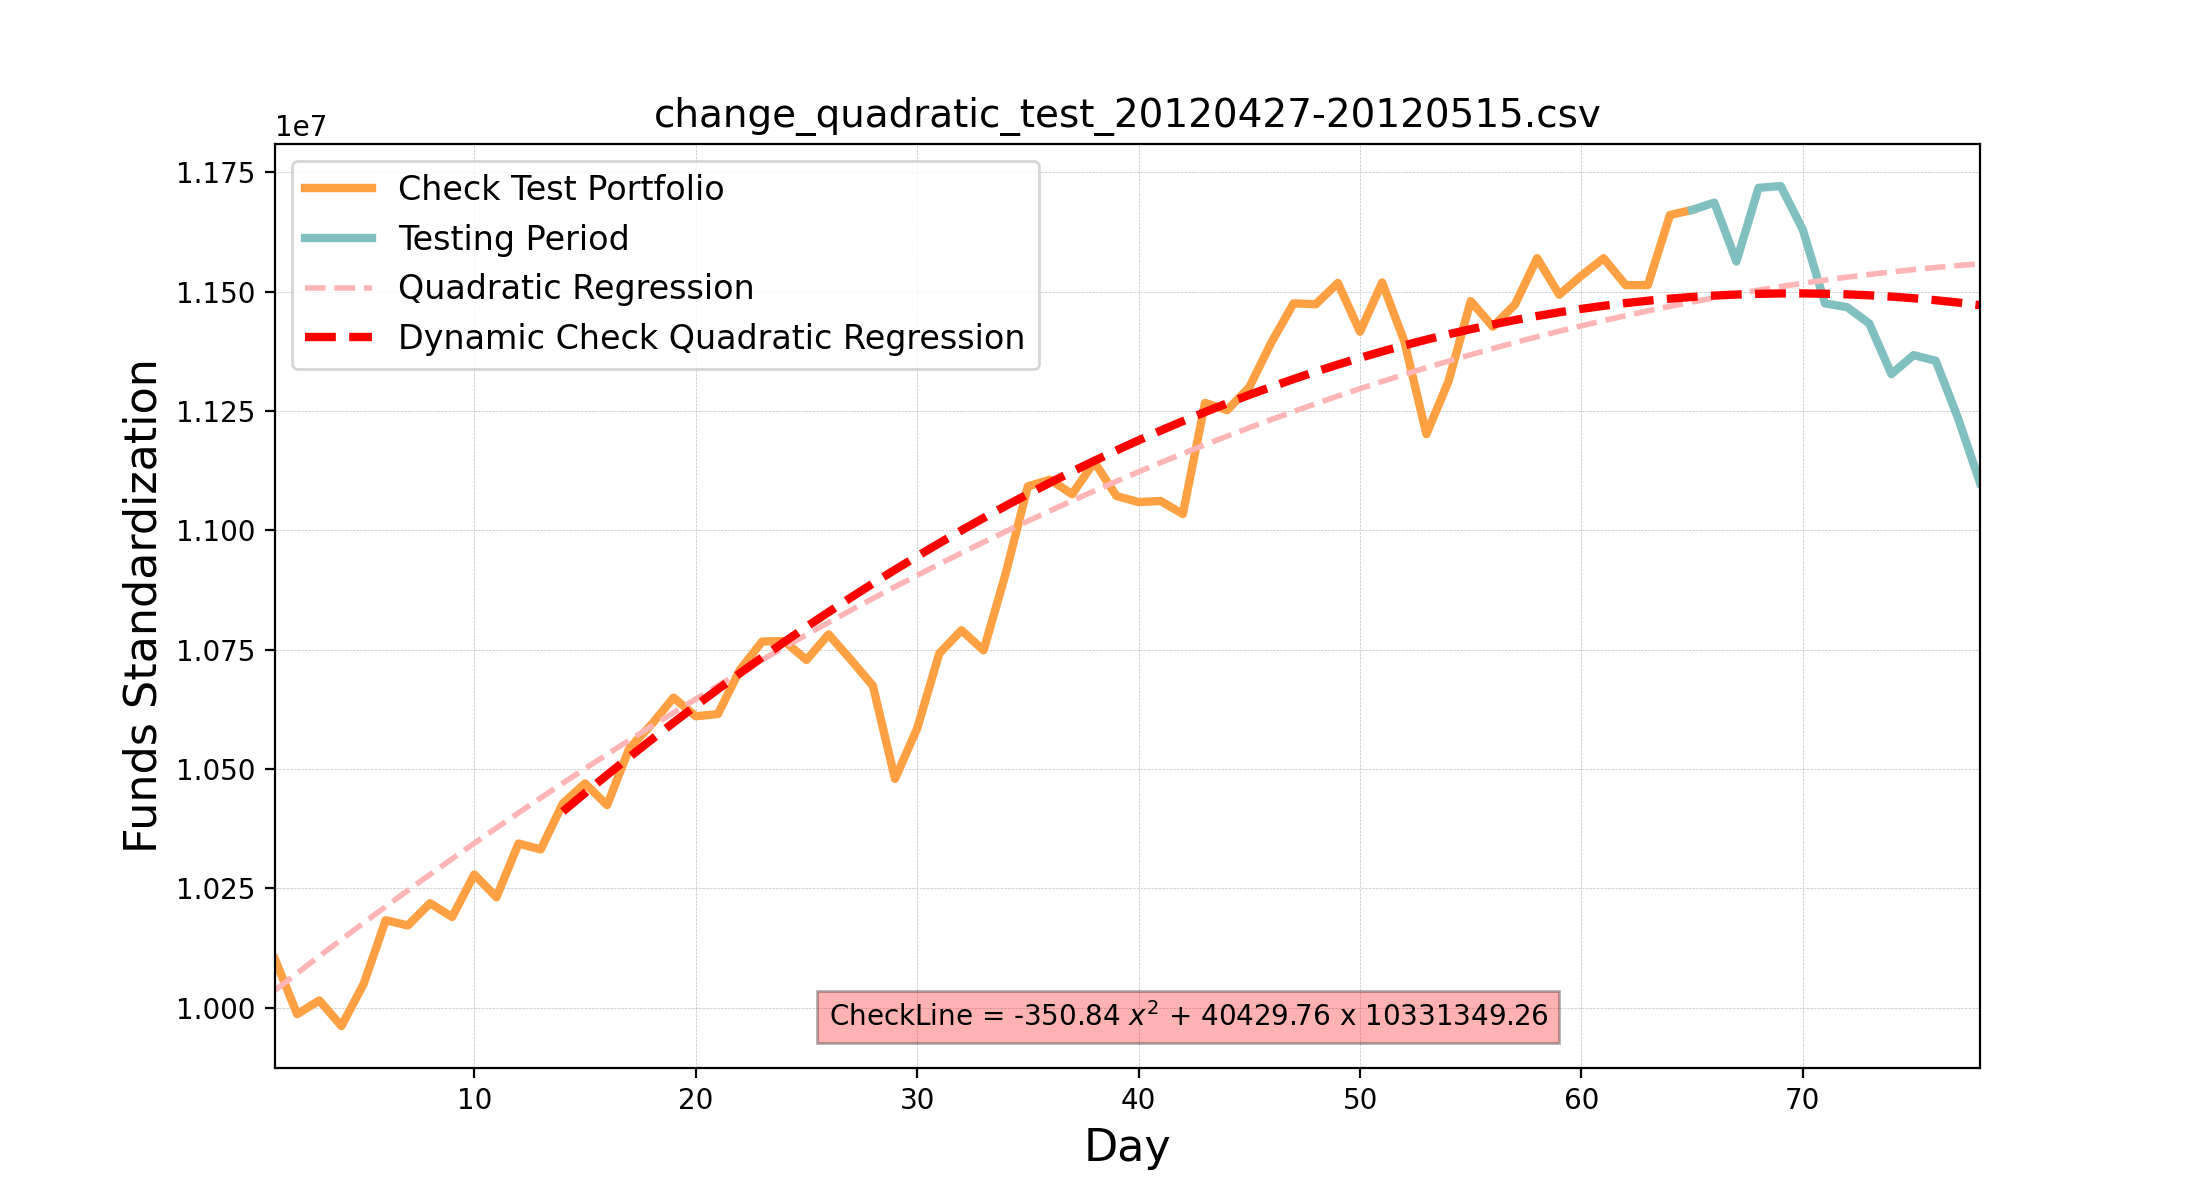 change_quadratic_test_20120427-20120515.csv
1e7
1.175
1.150
1.125
1.100
1.075
1.050
1.025
1.000
Funds Standardization
Check Test Portfolio
Testing Period
Quadratic Regression
Dynamic Check Quadratic Regression
CheckLine = -350.84 x² + 40429.76 x 10331349.26
10 20 30 40 50 60 70
Day